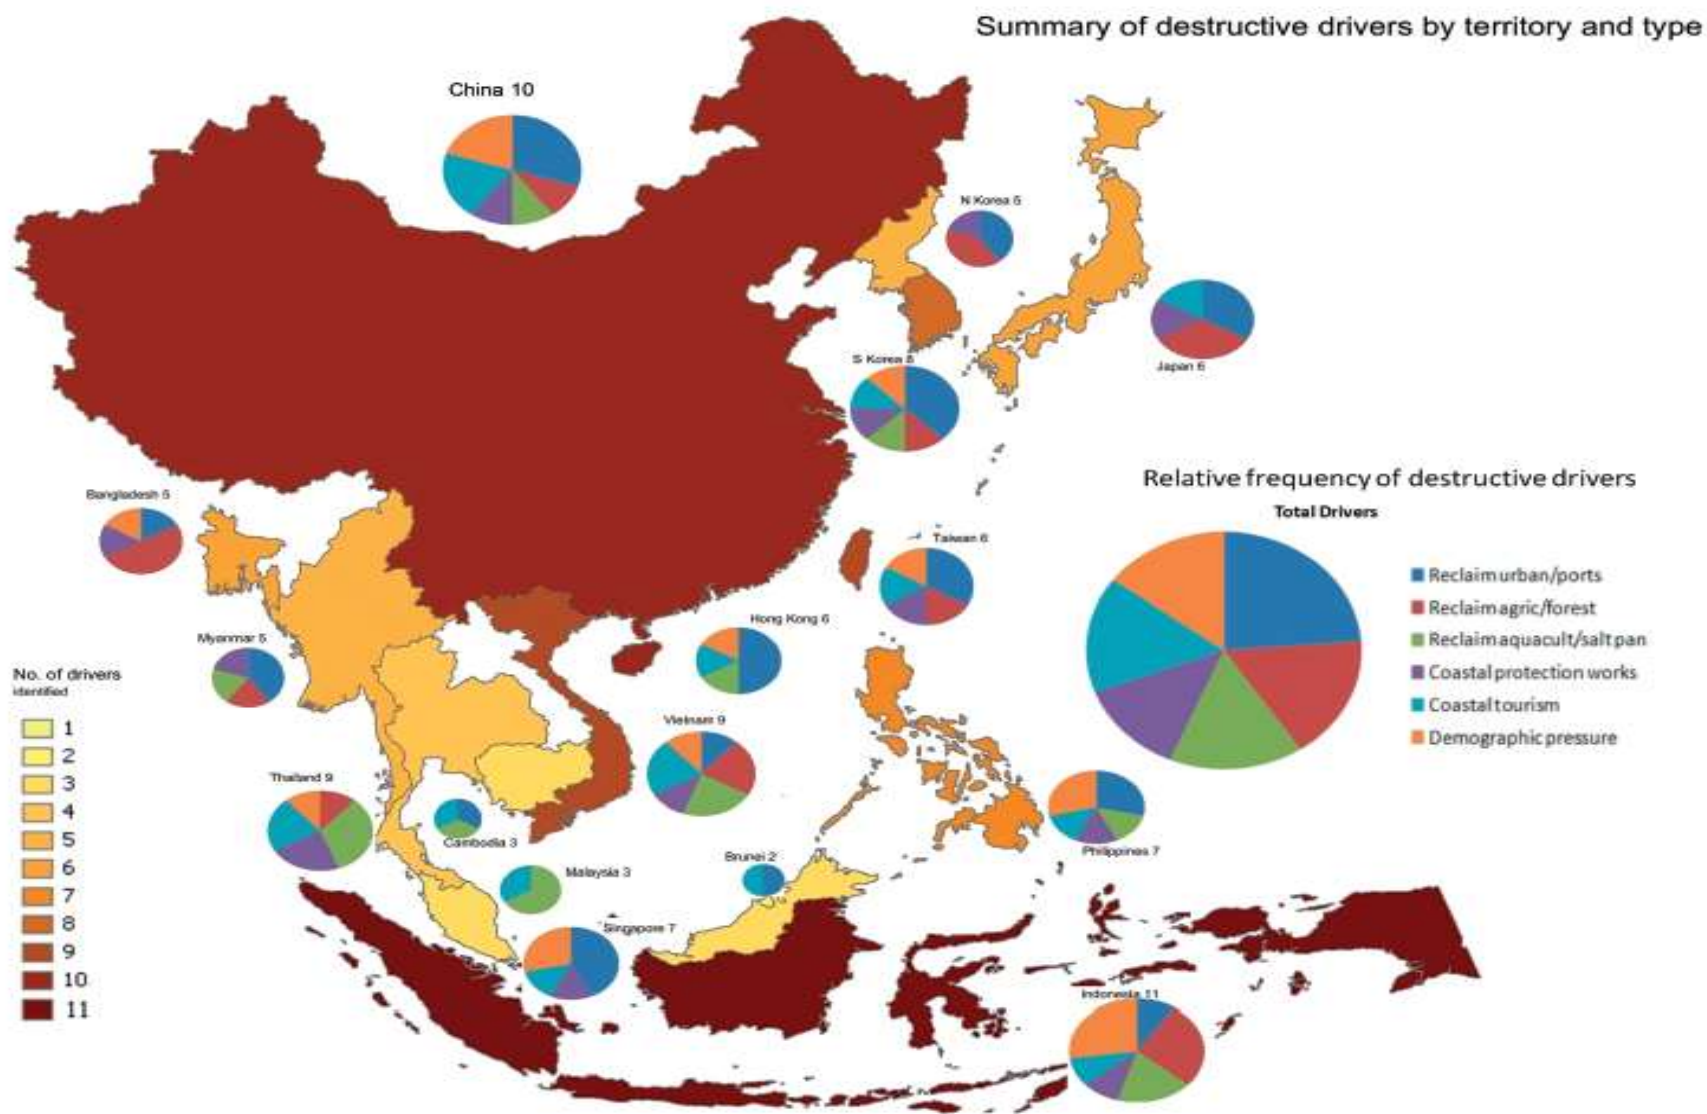 Summary of destructive drivers by territory and type
China 10
N Korea 5
Japan 6
S Korea 8
Relative frequency of destructive drivers
Total Drivers
Reclaim urban/ports
Reclaim agric/forest
Reclaim aquacult/salt pan
Coastal protection works
Coastal tourism
Demographic pressure
Bangladesh 5
Taiwan 6
Hong Kong 6
Myanmar 5
No. of drivers
identified
1
2
3
4
5
6
7
8
9
10
11
Vietnam 9
Thailand 9
Cambodia 3
Malaysia 3
Brunei 2
Philippines 7
Singapore 7
Indonesia 11